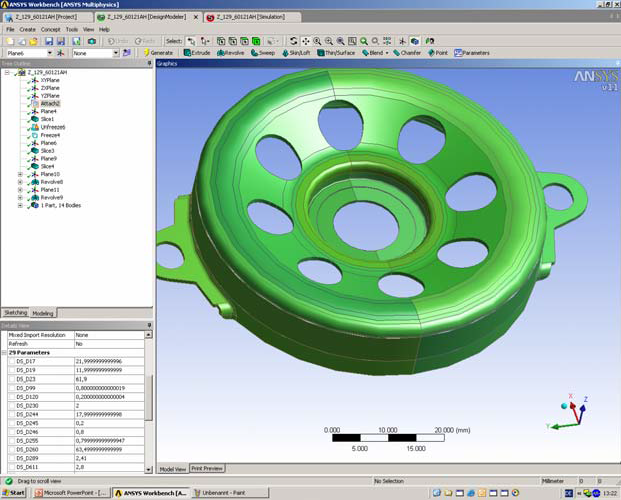 ANSYS Workbench [ANSYS Multiphysics]
Z_129_60121AH [Project]
Z_129_60121AH [DesignModeler]
Z_129_60121AH [Simulation]
File Create Concept Tools View Help
Undo Redo Select:
Plane6 None Generate Extrude Revolve Sweep Skin/Loft Thin/Surface Blend Chamfer Point Parameters
Tree Outline
Graphics
Z_129_60121AH
XYPlane
ZXPlane
YZPlane
Attach2
Plane4
Slice1
Unfreeze6
Freeze4
Plane6
Slice3
Plane9
Slice4
Plane10
Revolve8
Plane11
Revolve9
1 Part, 14 Bodies
ANSYS
v11
Sketching Modeling
Details View
Mixed Import Resolution None
Refresh No
29 Parameters
DS_D17 21,9999999999996
DS_D19 11,9999999999999
DS_D23 61,9
DS_D99 0,800000000000019
DS_D120 0,200000000000004
DS_D230 2
DS_D244 17,9999999999998
DS_D245 0,2
DS_D246 0,8
DS_D255 0,79999999999947
DS_D260 63,4999999999999
DS_D289 2,41
DS_D611 2,8
0.000 10.000 20.000 (mm)
5.000 15.000
X
Y
Z
Model View Print Preview
Drag to scroll view
No Selection
Millimeter 0 0
Start
Microsoft PowerPoint - [...
ANSYS Workbench [A...
Unbenannt - Paint
DE
13:22